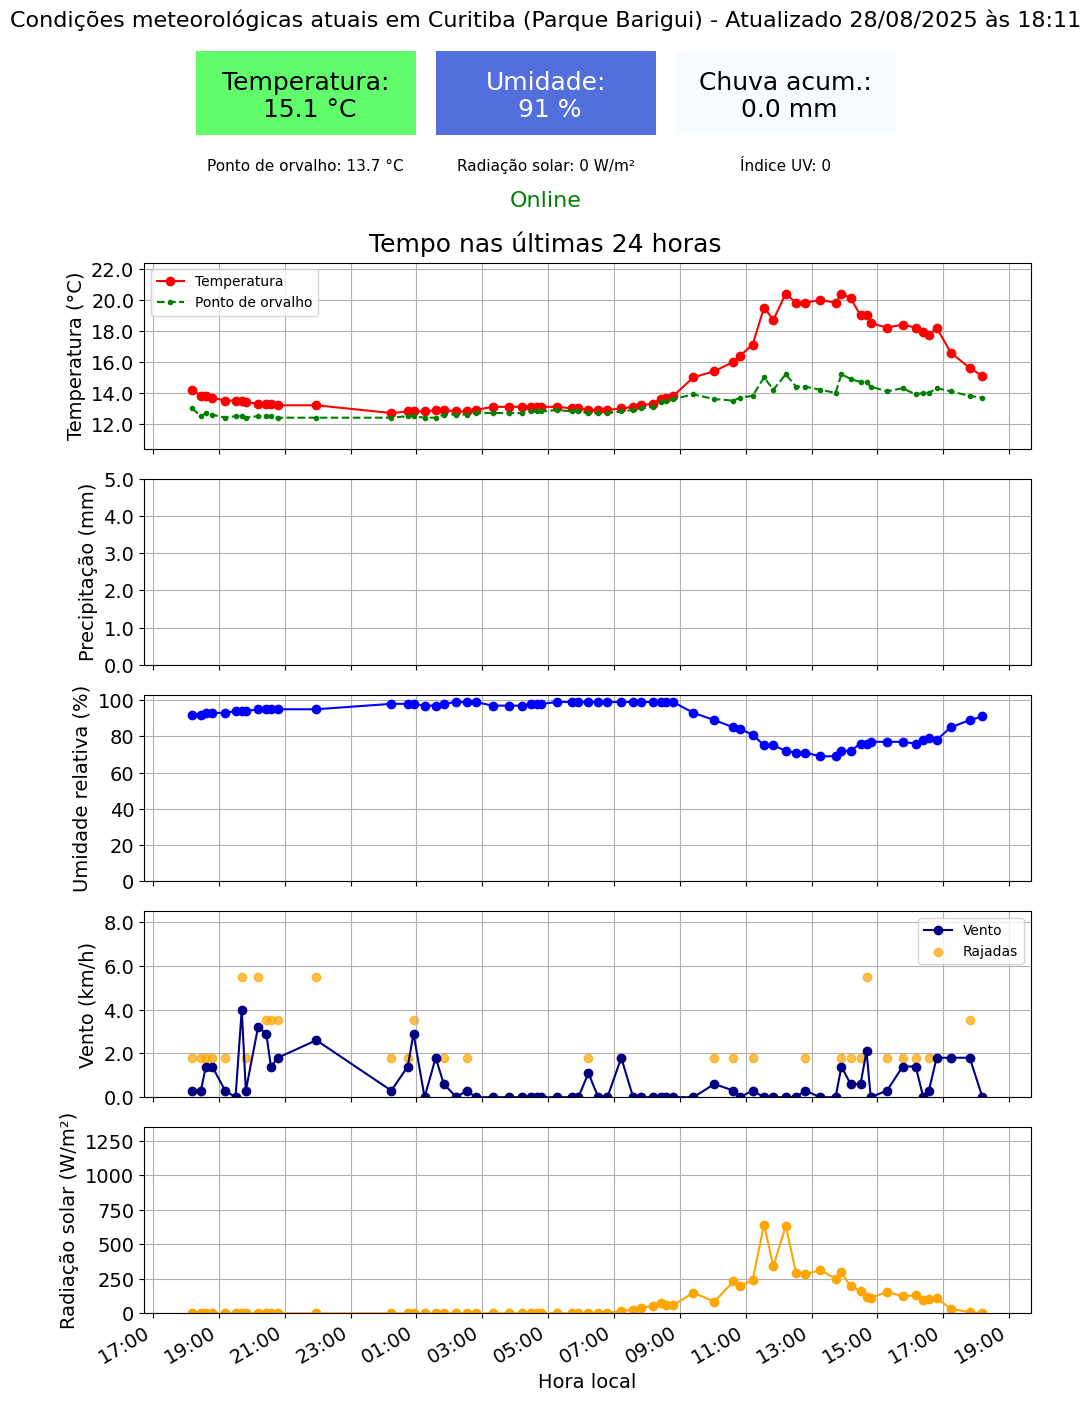 Condições meteorológicas atuais em Curitiba (Parque Barigui) - Atualizado 28/08/2025 às 18:11
Temperatura:
15.1 °C
Umidade:
91 %
Chuva acum.:
0.0 mm
Ponto de orvalho: 13.7 °C
Radiação solar: 0 W/m²
Índice UV: 0
Online
Tempo nas últimas 24 horas
Temperatura (°C)
22.0
20.0
18.0
16.0
14.0
12.0
Temperatura
Ponto de orvalho
Precipitação (mm)
5.0
4.0
3.0
2.0
1.0
0.0
Umidade relativa (%)
100
80
60
40
20
0
Vento (km/h)
8.0
6.0
4.0
2.0
0.0
Vento
Rajadas
Radiação solar (W/m²)
1250
1000
750
500
250
0
17:00
19:00
21:00
23:00
01:00
03:00
05:00
07:00
09:00
11:00
13:00
15:00
17:00
19:00
Hora local